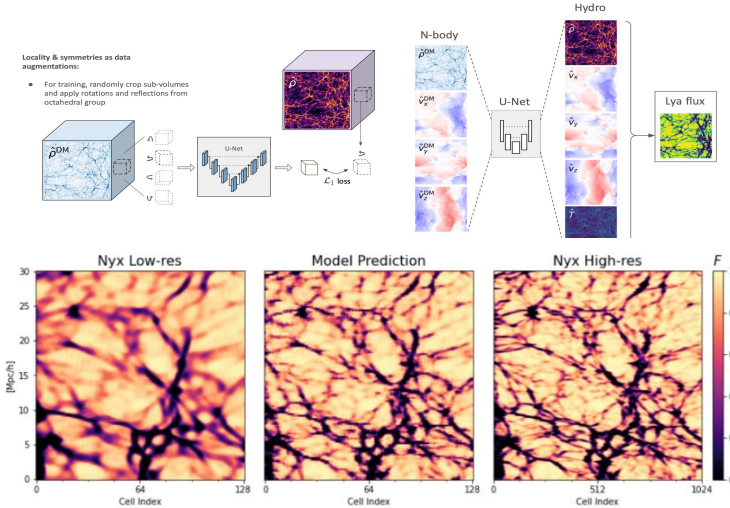 Locality & symmetries as data
augmentations:
● For training, randomly crop sub-volumes
and apply rotations and reflections from
octahedral group
ρ̂ᴰᴹ
U-Net
ρ̂
ℒ₁ loss
N-body
Hydro
ρ̂ᴰᴹ
v̂ₓᴰᴹ
v̂ᵧᴰᴹ
v̂_zᴰᴹ
U-Net
ρ̂
v̂ₓ
v̂ᵧ
v̂_z
T̂
Lya flux
Nyx Low-res
Model Prediction
Nyx High-res
F
[Mpc/h]
30
25
20
15
10
5
0
0 64 128
Cell Index
0 64 128
Cell Index
0 512 1024
Cell Index